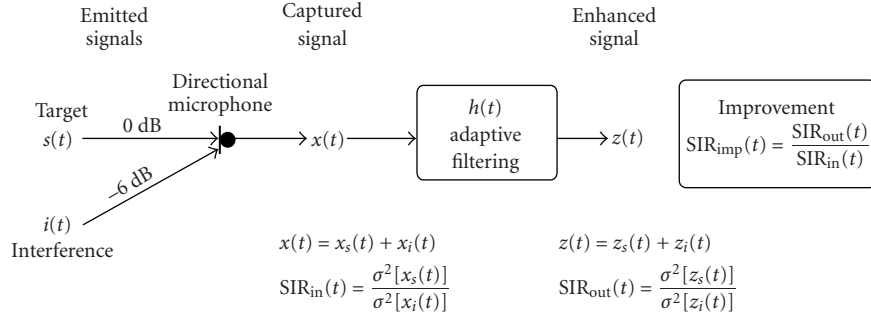 Emitted signals
Captured signal
Enhanced signal
Directional microphone
Target
s(t)
0 dB
–6 dB
i(t)
Interference
x(t)
h(t)
adaptive
filtering
z(t)
Improvement
SIR_imp(t) = SIR_out(t) / SIR_in(t)
x(t) = x_s(t) + x_i(t)
SIR_in(t) = σ²[x_s(t)] / σ²[x_i(t)]
z(t) = z_s(t) + z_i(t)
SIR_out(t) = σ²[z_s(t)] / σ²[z_i(t)]